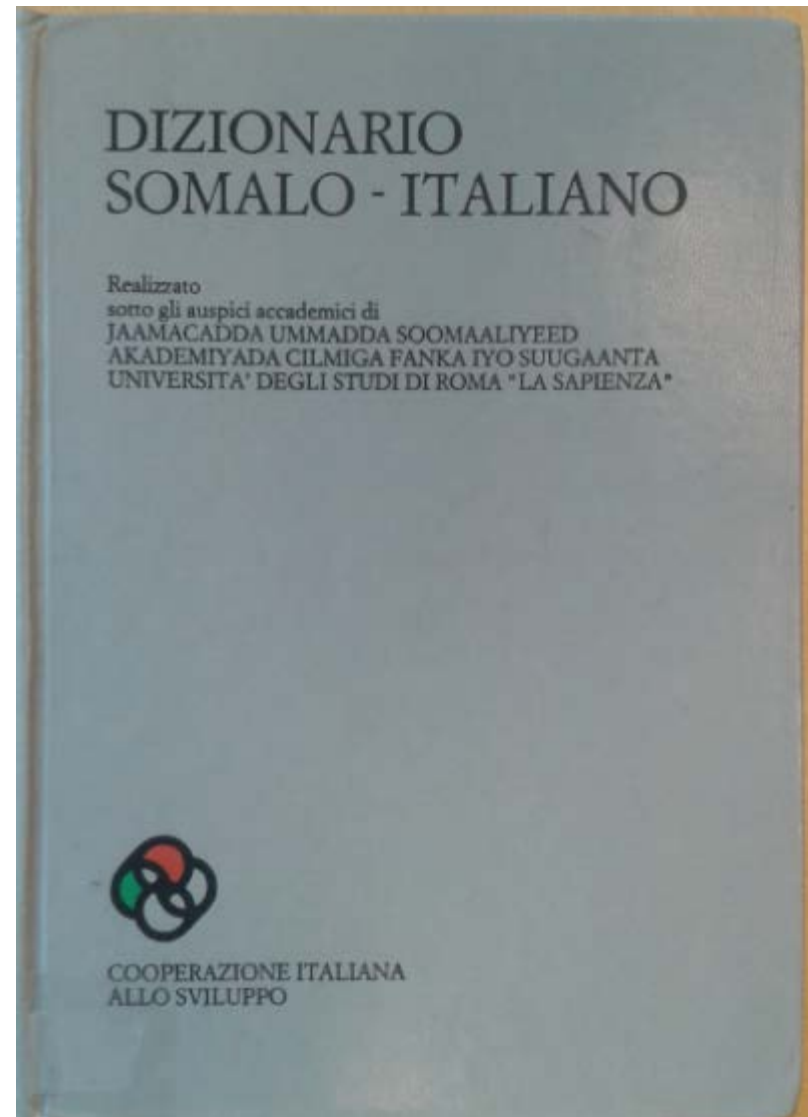 DIZIONARIO
SOMALO - ITALIANO
Realizzato
sotto gli auspici accademici di
JAAMACADDA UMMADDA SOOMAALIYEED
AKADEMIYADA CILMIGA FANKA IYO SUUGAANTA
UNIVERSITA' DEGLI STUDI DI ROMA "LA SAPIENZA"
COOPERAZIONE ITALIANA
ALLO SVILUPPO